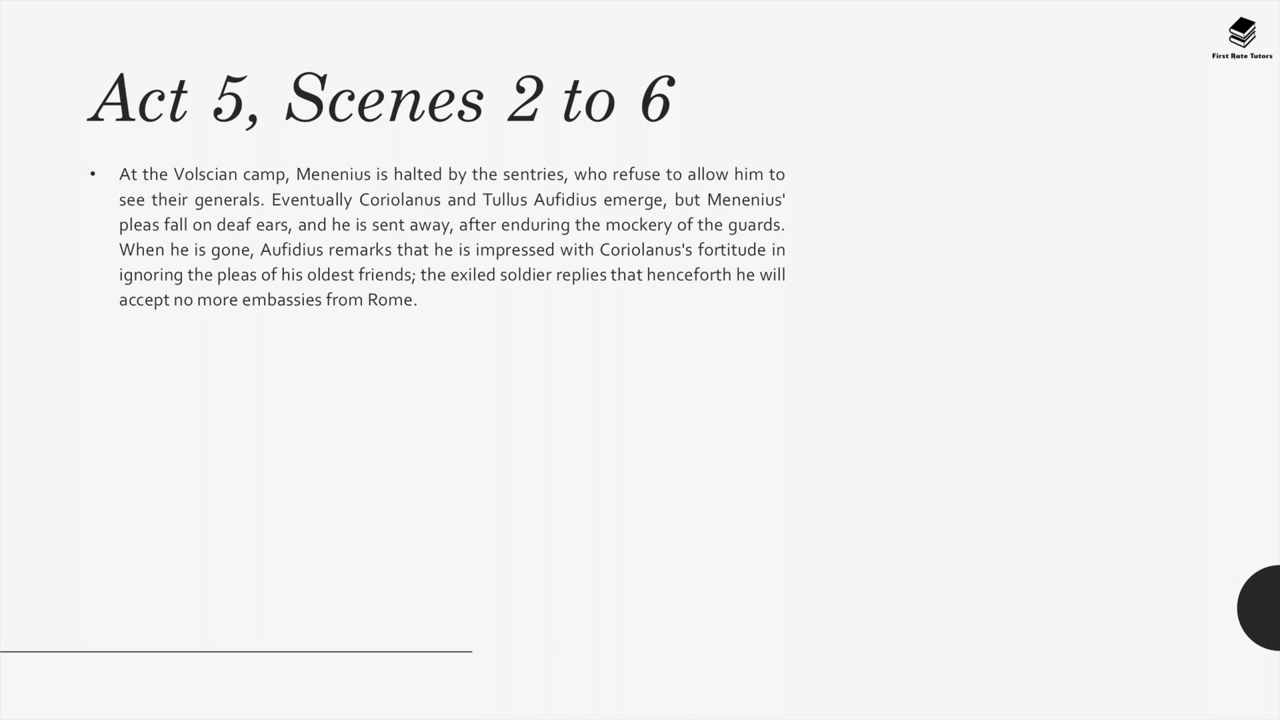 First Rate Tutors
Act 5, Scenes 2 to 6
• At the Volscian camp, Menenius is halted by the sentries, who refuse to allow him to
see their generals. Eventually Coriolanus and Tullus Aufidius emerge, but Menenius'
pleas fall on deaf ears, and he is sent away, after enduring the mockery of the guards.
When he is gone, Aufidius remarks that he is impressed with Coriolanus's fortitude in
ignoring the pleas of his oldest friends; the exiled soldier replies that henceforth he will
accept no more embassies from Rome.